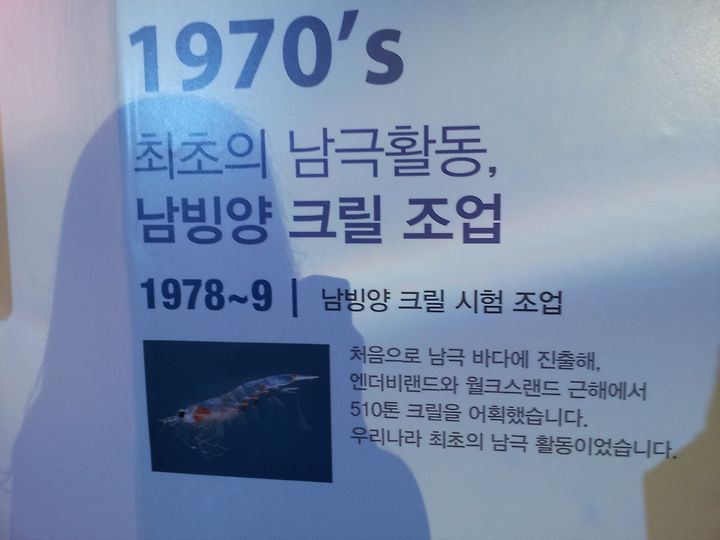 1970's
최초의 남극활동,
남빙양 크릴 조업
1978~9 | 남빙양 크릴 시험 조업
처음으로 남극 바다에 진출해,
엔더비랜드와 윌크스랜드 근해에서
510톤 크릴을 어획했습니다.
우리나라 최초의 남극 활동이었습니다.